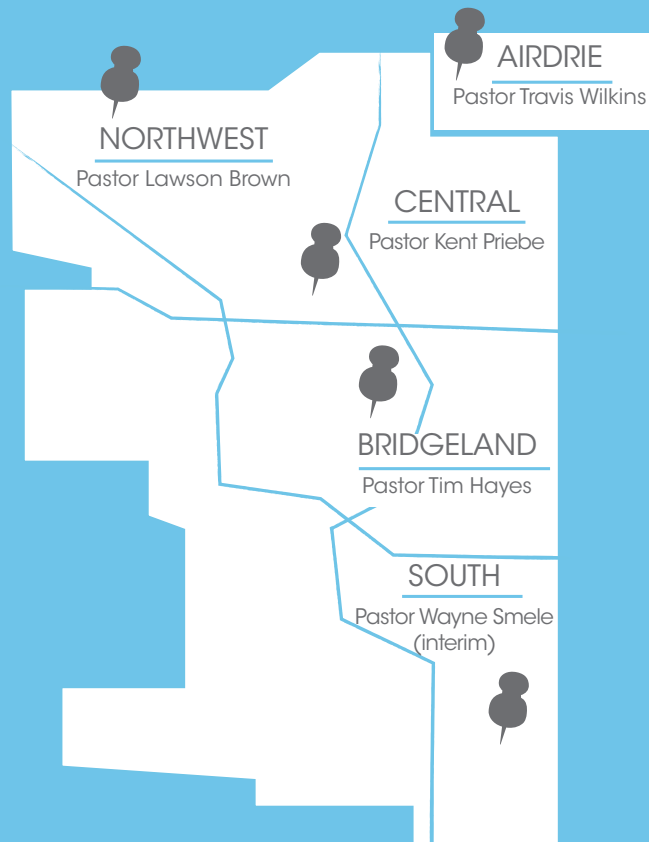 AIRDRIE
Pastor Travis Wilkins
NORTHWEST
Pastor Lawson Brown
CENTRAL
Pastor Kent Priebe
BRIDGELAND
Pastor Tim Hayes
SOUTH
Pastor Wayne Smele
(interim)